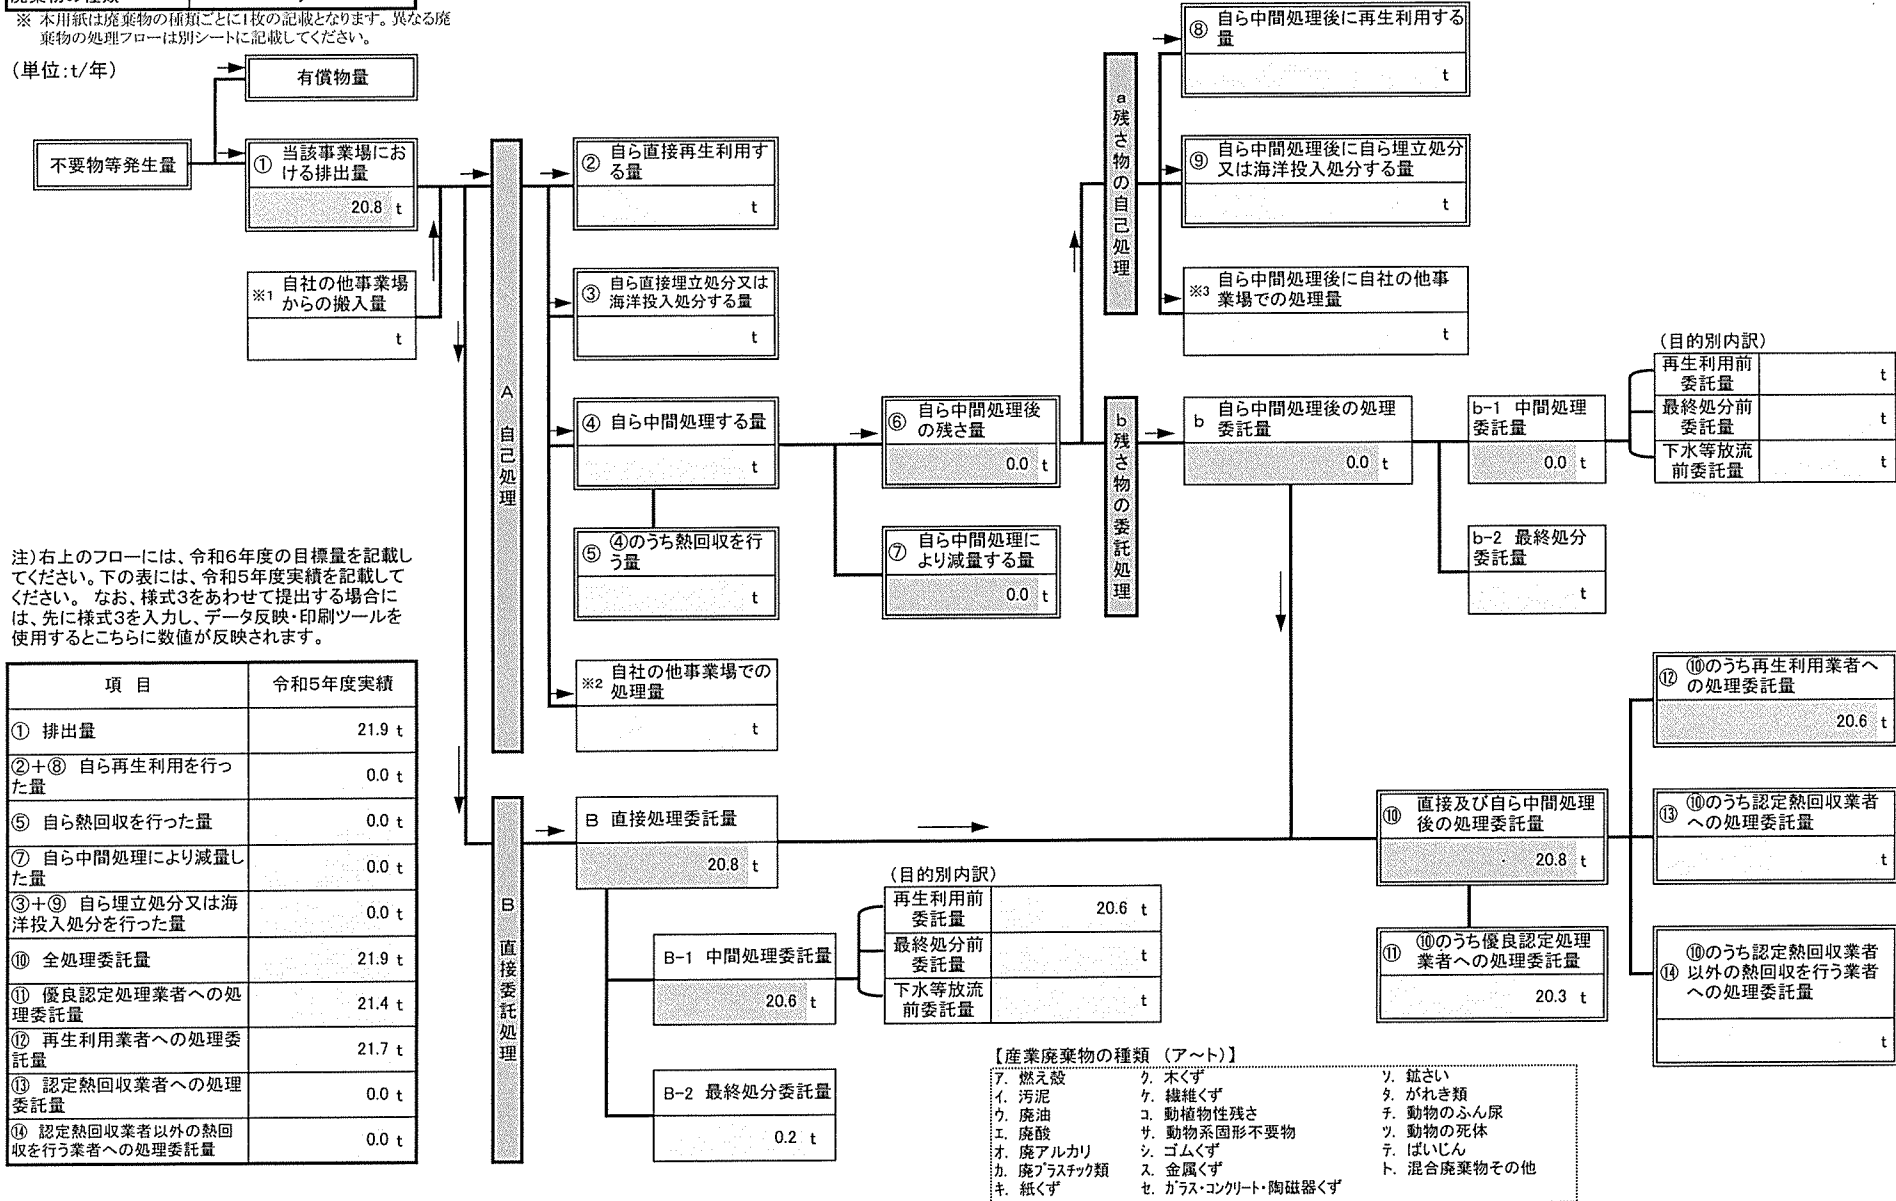 ※ 本用紙は廃棄物の種類ごとに1枚の記載となります。異なる廃
棄物の処理フローは別シートに記載してください。
(単位:t/年)
有償物量
不要物等発生量
① 当該事業場にお
ける排出量
20.8 t
※1 自社の他事業場
からの搬入量
t
A 自己処理
② 自ら直接再生利用す
る量
t
③ 自ら直接埋立処分又は
海洋投入処分する量
t
④ 自ら中間処理する量
t
⑤ ④のうち熱回収を行
う量
t
※2 自社の他事業場での
処理量
t
⑥ 自ら中間処理後
の残さ量
0.0 t
⑦ 自ら中間処理に
より減量する量
0.0 t
a 残さ物の自己処理
⑧ 自ら中間処理後に再生利用する
量
t
⑨ 自ら中間処理後に自ら埋立処分
又は海洋投入処分する量
t
※3 自ら中間処理後に自社の他事
業場での処理量
t
b 残さ物の委託処理
b 自ら中間処理後の処理
委託量
0.0 t
b-1 中間処理
委託量
0.0 t
(目的別内訳)
再生利用前
委託量 t
最終処分前
委託量 t
下水等放流
前委託量 t
b-2 最終処分
委託量
t
注)右上のフローには、令和6年度の目標量を記載し
てください。下の表には、令和5年度実績を記載して
ください。 なお、様式3をあわせて提出する場合に
は、先に様式3を入力し、データ反映・印刷ツールを
使用するとこちらに数値が反映されます。
項 目 令和5年度実績
① 排出量 21.9 t
②+⑧ 自ら再生利用を行っ
た量 0.0 t
⑤ 自ら熱回収を行った量 0.0 t
⑦ 自ら中間処理により減量し
た量 0.0 t
③+⑨ 自ら埋立処分又は海
洋投入処分を行った量 0.0 t
⑩ 全処理委託量 21.9 t
⑪ 優良認定処理業者への処
理委託量 21.4 t
⑫ 再生利用業者への処理委
託量 21.7 t
⑬ 認定熱回収業者への処理
委託量 0.0 t
⑭ 認定熱回収業者以外の熱回
収を行う業者への処理委託量 0.0 t
B 直接委託処理
B 直接処理委託量
20.8 t
B-1 中間処理委託量
20.6 t
(目的別内訳)
再生利用前
委託量 20.6 t
最終処分前
委託量 t
下水等放流
前委託量 t
B-2 最終処分委託量
0.2 t
⑩ 直接及び自ら中間処理
後の処理委託量
20.8 t
⑪ ⑩のうち優良認定処理
業者への処理委託量
20.3 t
⑫ ⑩のうち再生利用業者へ
の処理委託量
20.6 t
⑬ ⑩のうち認定熱回収業者
への処理委託量
t
⑭ ⑩のうち認定熱回収業者
以外の熱回収を行う業者
への処理委託量
t
【産業廃棄物の種類 (ア~ト)】
ア. 燃え殻 ク. 木くず ソ. 鉱さい
イ. 汚泥 ケ. 繊維くず タ. がれき類
ウ. 廃油 コ. 動植物性残さ チ. 動物のふん尿
エ. 廃酸 サ. 動物系固形不要物 ツ. 動物の死体
オ. 廃アルカリ シ. ゴムくず テ. ばいじん
カ. 廃プラスチック類 ス. 金属くず ト. 混合廃棄物その他
キ. 紙くず セ. ガラス・コンクリート・陶磁器くず